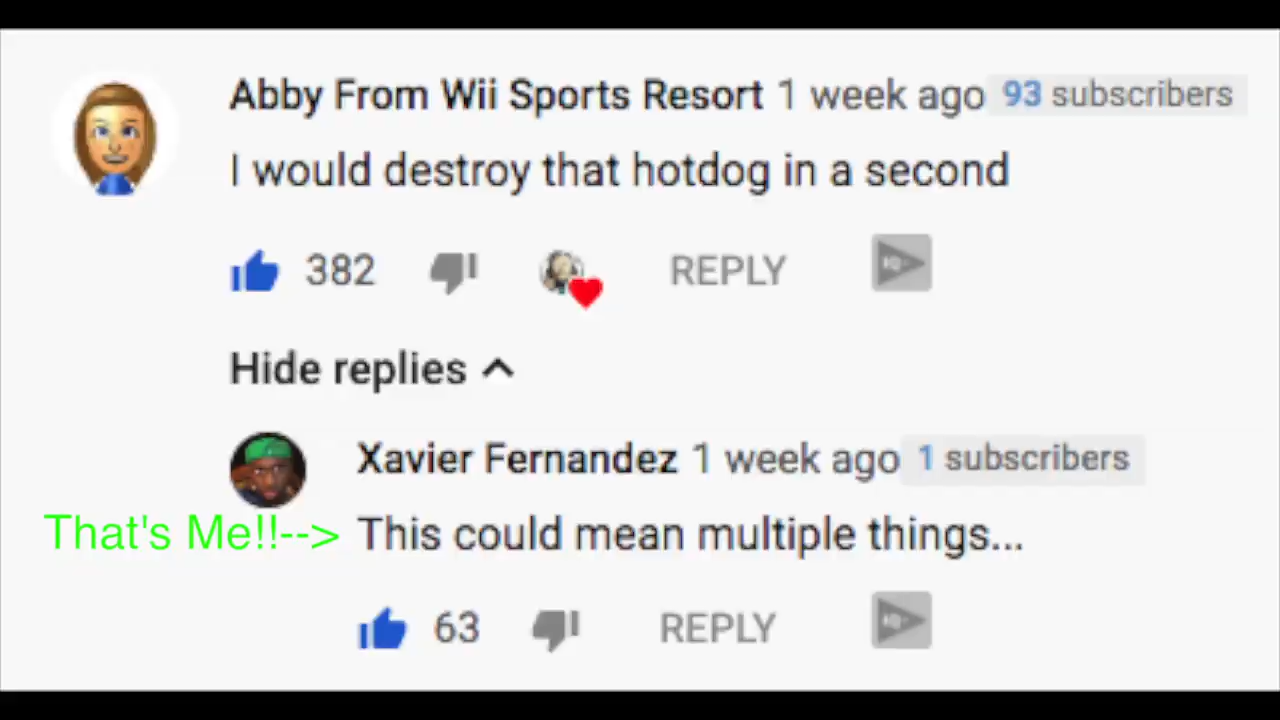 Abby From Wii Sports Resort 1 week ago 93 subscribers
I would destroy that hotdog in a second
382 REPLY
Hide replies
Xavier Fernandez 1 week ago 1 subscribers
That's Me!!--> This could mean multiple things...
63 REPLY